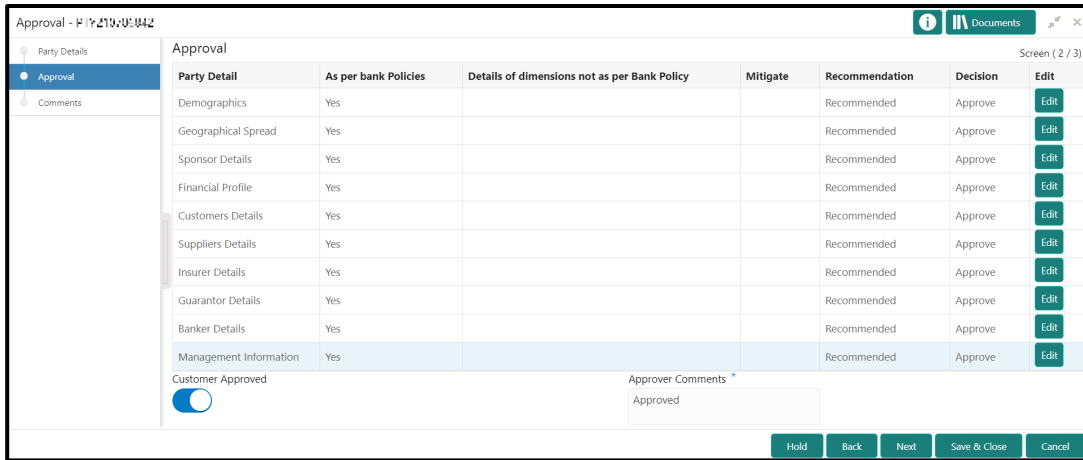 Approval -
Documents
Party Details
Approval
Comments
Approval
Screen ( 2 / 3)
Party Detail As per bank Policies Details of dimensions not as per Bank Policy Mitigate Recommendation Decision Edit
Demographics Yes Recommended Approve Edit
Geographical Spread Yes Recommended Approve Edit
Sponsor Details Yes Recommended Approve Edit
Financial Profile Yes Recommended Approve Edit
Customers Details Yes Recommended Approve Edit
Suppliers Details Yes Recommended Approve Edit
Insurer Details Yes Recommended Approve Edit
Guarantor Details Yes Recommended Approve Edit
Banker Details Yes Recommended Approve Edit
Management Information Yes Recommended Approve Edit
Customer Approved
Approver Comments *
Approved
Hold Back Next Save & Close Cancel